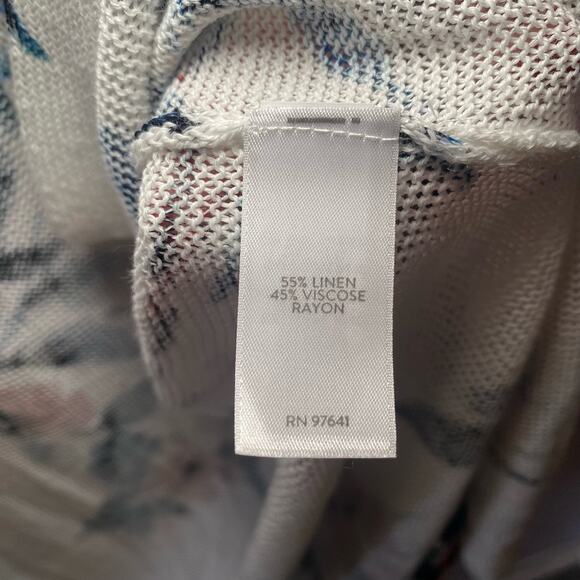 55% LINEN
45% VISCOSE
RAYON
RN 97641